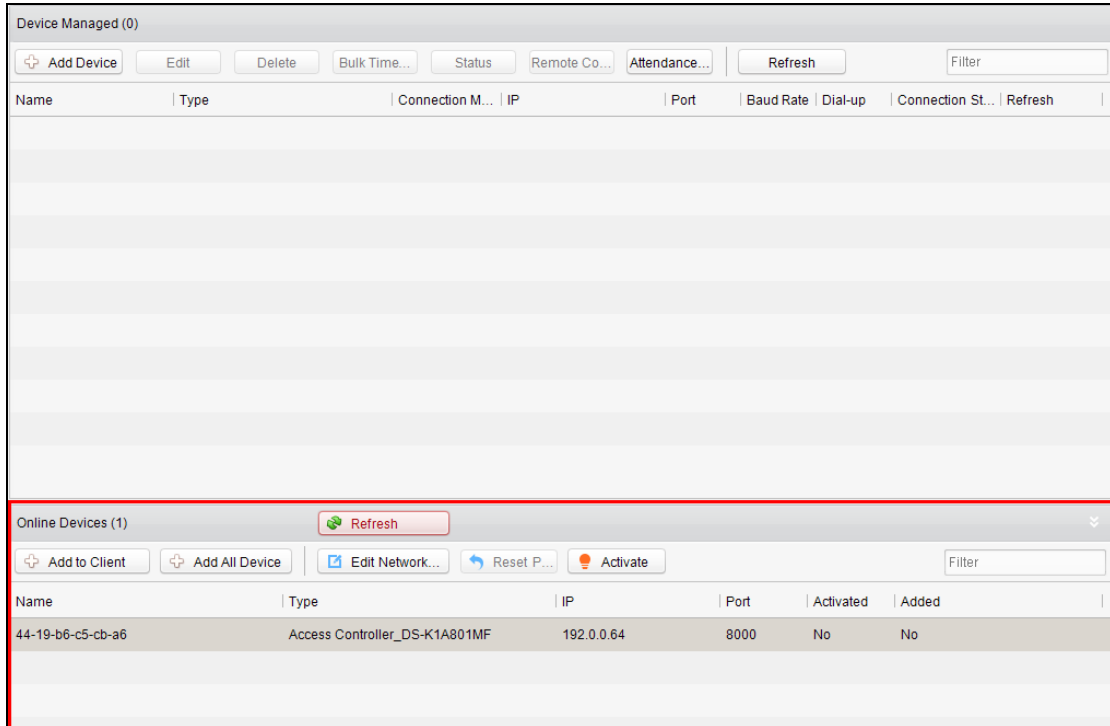 Device Managed (0)
Add Device Edit Delete Bulk Time... Status Remote Co... Attendance... Refresh Filter
Name Type Connection M... IP Port Baud Rate Dial-up Connection St... Refresh
Online Devices (1) Refresh
Add to Client Add All Device Edit Network... Reset P... Activate Filter
Name Type IP Port Activated Added
44-19-b6-c5-cb-a6 Access Controller_DS-K1A801MF 192.0.0.64 8000 No No